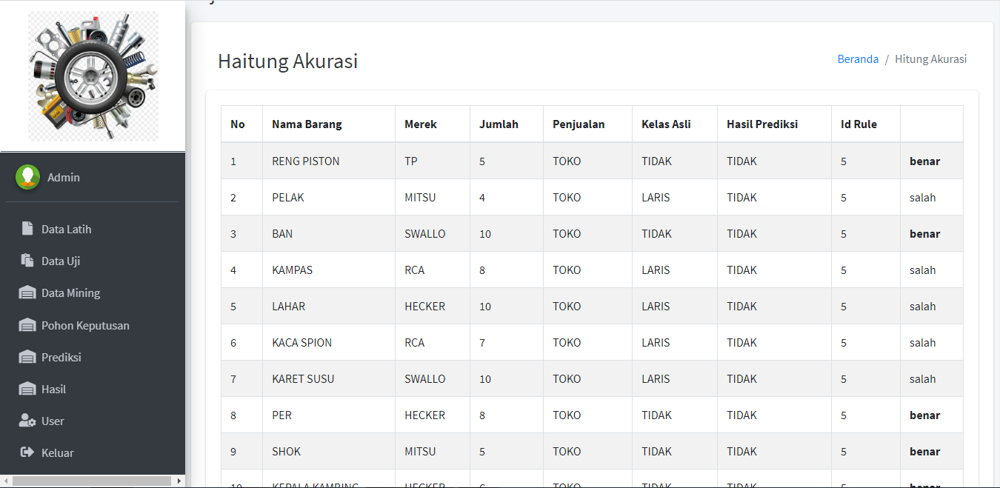 Haitung Akurasi
Beranda / Hitung Akurasi
Admin
Data Latih
Data Uji
Data Mining
Pohon Keputusan
Prediksi
Hasil
User
Keluar
No Nama Barang Merek Jumlah Penjualan Kelas Asli Hasil Prediksi Id Rule
1 RENG PISTON TP 5 TOKO TIDAK TIDAK 5 benar
2 PELAK MITSU 4 TOKO LARIS TIDAK 5 salah
3 BAN SWALLO 10 TOKO TIDAK TIDAK 5 benar
4 KAMPAS RCA 8 TOKO LARIS TIDAK 5 salah
5 LAHAR HECKER 10 TOKO LARIS TIDAK 5 salah
6 KACA SPION RCA 7 TOKO LARIS TIDAK 5 salah
7 KARET SUSU SWALLO 10 TOKO LARIS TIDAK 5 salah
8 PER HECKER 8 TOKO TIDAK TIDAK 5 benar
9 SHOK MITSU 5 TOKO TIDAK TIDAK 5 benar
10 KEPALA KAMBING HECKER 6 TOKO TIDAK TIDAK 5 benar